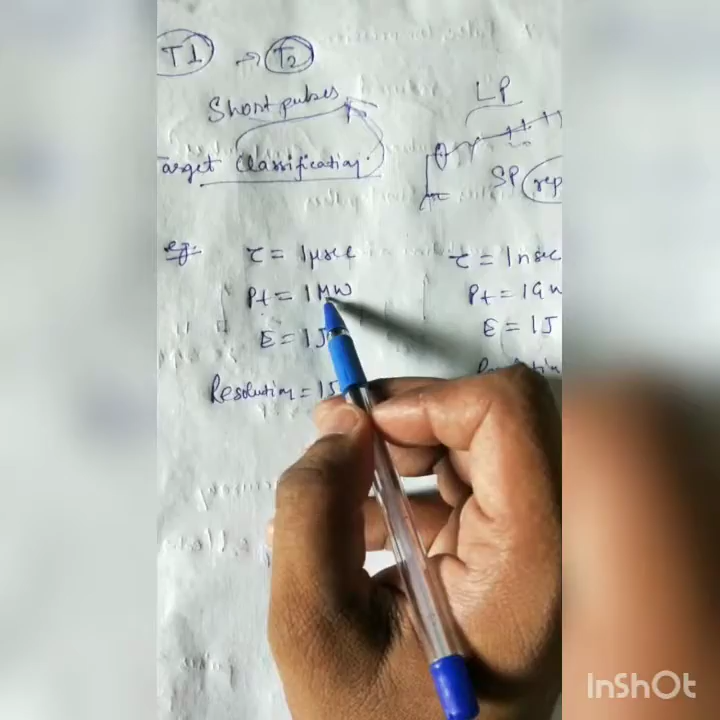 T1 → T2
Short pulses
LP
arget Classification
SP rep
eg. τ = 1μsec
Pt = 1MW
E = 1J
Resolution = 15
τ = 1nsec
Pt = 1GW
E = 1J
InShOt